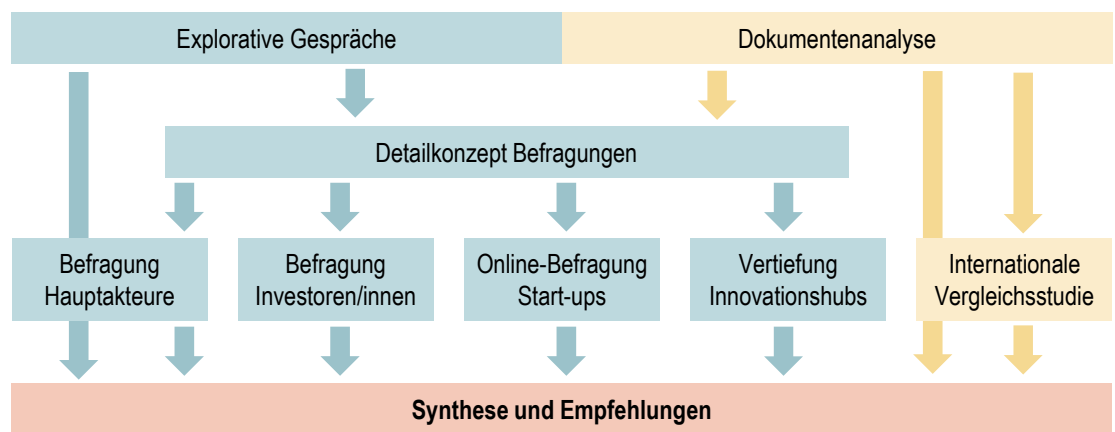 Explorative Gespräche
Dokumentenanalyse
Detailkonzept Befragungen
Befragung
Hauptakteure
Befragung
Investoren/innen
Online-Befragung
Start-ups
Vertiefung
Innovationshubs
Internationale
Vergleichsstudie
Synthese und Empfehlungen